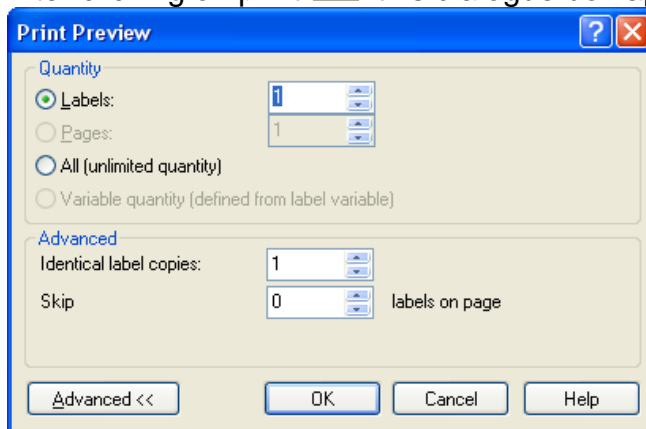 Print Preview
Quantity
Labels: 1
Pages: 1
All (unlimited quantity)
Variable quantity (defined from label variable)
Advanced
Identical label copies: 1
Skip 0 labels on page
Advanced << OK Cancel Help